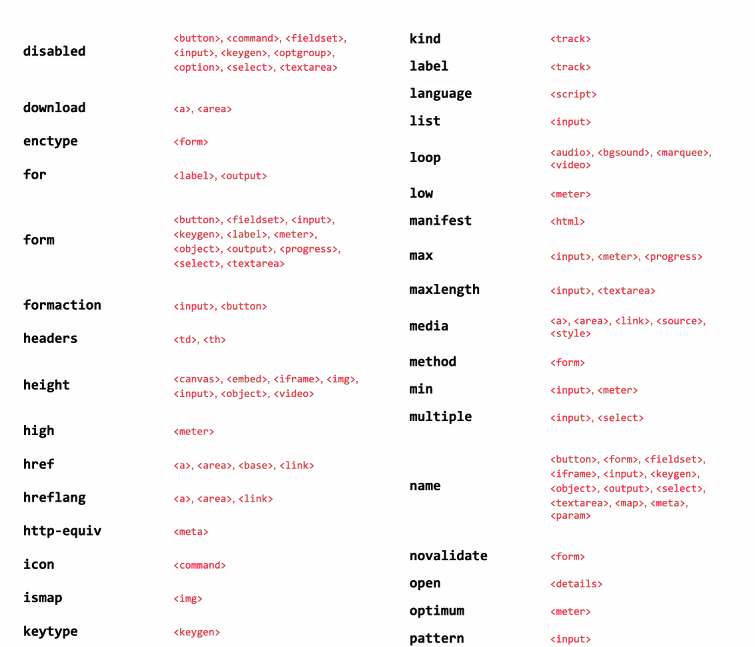 disabled
<button>, <command>, <fieldset>,
<input>, <keygen>, <optgroup>,
<option>, <select>, <textarea>
download
<a>, <area>
enctype
<form>
for
<label>, <output>
form
<button>, <fieldset>, <input>,
<keygen>, <label>, <meter>,
<object>, <output>, <progress>,
<select>, <textarea>
formaction
<input>, <button>
headers
<td>, <th>
height
<canvas>, <embed>, <iframe>, <img>,
<input>, <object>, <video>
high
<meter>
href
<a>, <area>, <base>, <link>
hreflang
<a>, <area>, <link>
http-equiv
<meta>
icon
<command>
ismap
<img>
keytype
<keygen>
kind
<track>
label
<track>
language
<script>
list
<input>
loop
<audio>, <bgsound>, <marquee>,
<video>
low
<meter>
manifest
<html>
max
<input>, <meter>, <progress>
maxlength
<input>, <textarea>
media
<a>, <area>, <link>, <source>,
<style>
method
<form>
min
<input>, <meter>
multiple
<input>, <select>
name
<button>, <form>, <fieldset>,
<iframe>, <input>, <keygen>,
<object>, <output>, <select>,
<textarea>, <map>, <meta>,
<param>
novalidate
<form>
open
<details>
optimum
<meter>
pattern
<input>